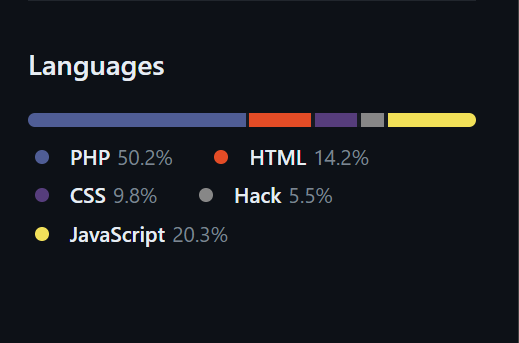 Languages
PHP 50.2% HTML 14.2%
CSS 9.8% Hack 5.5%
JavaScript 20.3%